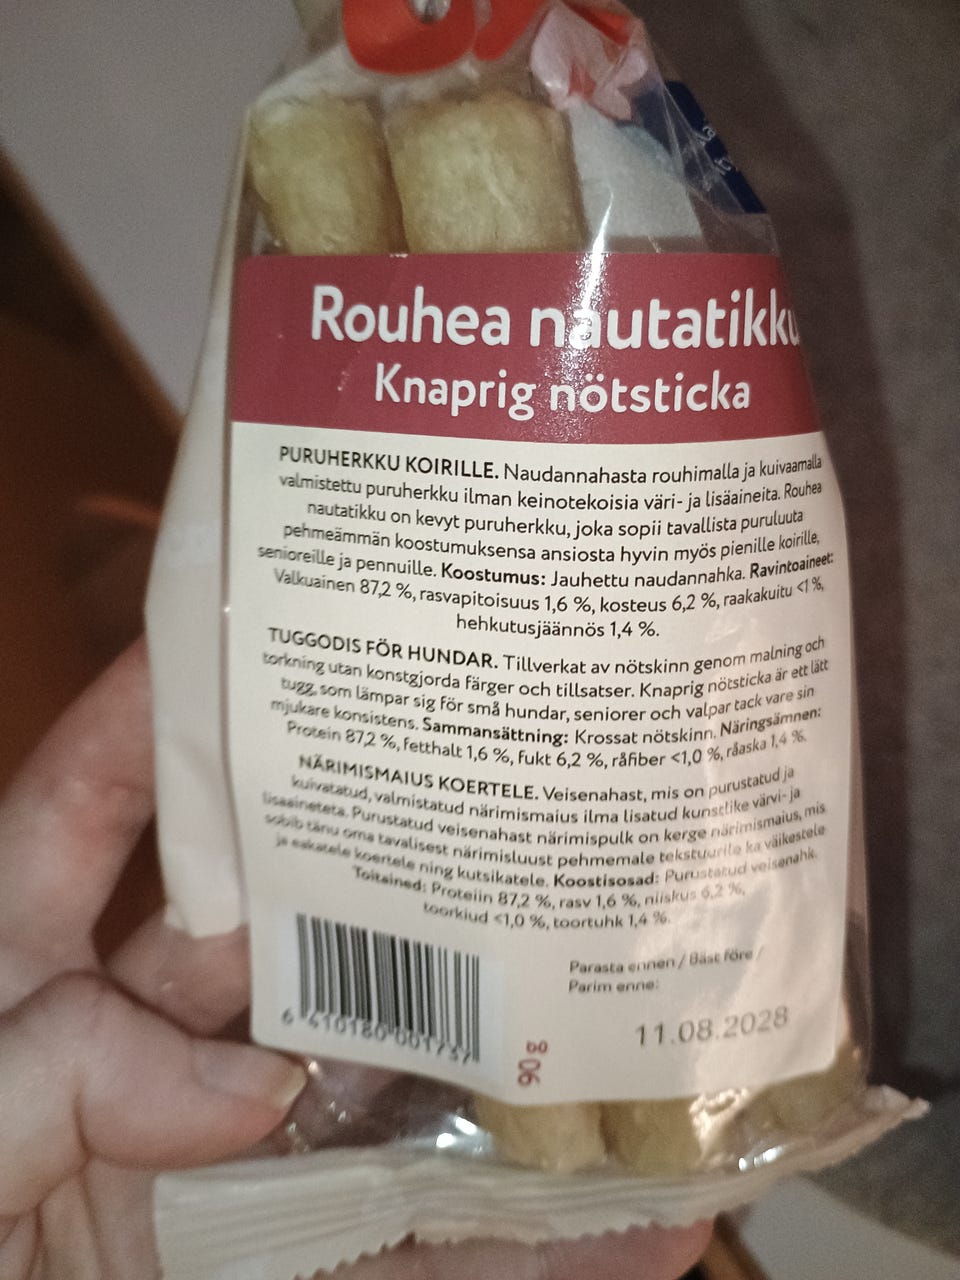 Rouhea nautatikku
Knaprig nötsticka
PURUHERKKU KOIRILLE. Naudannahasta rouhimalla ja kuivaamalla
valmistettu puruherkku ilman keinotekoisia väri- ja lisäaineita. Rouhea
nautatikku on kevyt puruherkku, joka sopii tavallista puruluuta
pehmeämmän koostumuksensa ansiosta hyvin myös pienille koirille,
senioreille ja pennuille. Koostumus: Jauhettu naudannahka. Ravintoaineet:
Valkuainen 87,2 %, rasvapitoisuus 1,6 %, kosteus 6,2 %, raakakuitu <1 %,
hehkutusjäännös 1,4 %.
TUGGODIS FÖR HUNDAR. Tillverkat av nötskinn genom malning och
torkning utan konstgjorda färger och tillsatser. Knaprig nötsticka är ett lätt
tugg, som lämpar sig för små hundar, seniorer och valpar tack vare sin
mjukare konsistens. Sammansättning: Krossat nötskinn. Näringsämnen:
Protein 87,2 %, fetthalt 1,6 %, fukt 6,2 %, råfiber <1,0 %, råaska 1,4 %.
NÄRIMISMAIUS KOERTELE. Veisenahast, mis on purustatud ja
kuivatatud, valmistatud närimismaius ilma lisatud kunstlike värvi- ja
lisaaineteta. Purustatud veisenahast närimispulk on kerge närimismaius, mis
sobib tänu oma tavalisest närimisluust pehmemale tekstuurile ka väikestele
ja eakatele koertele ning kutsikatele. Koostisosad: Purustatud veisenahk.
Toitained: Proteiin 87,2 %, rasv 1,6 %, niiskus 6,2 %,
toorkiud <1,0 %, toortuhk 1,4 %.
Parasta ennen / Bäst före /
Parim enne:
11.08.2028
6 410180 001737
90 g